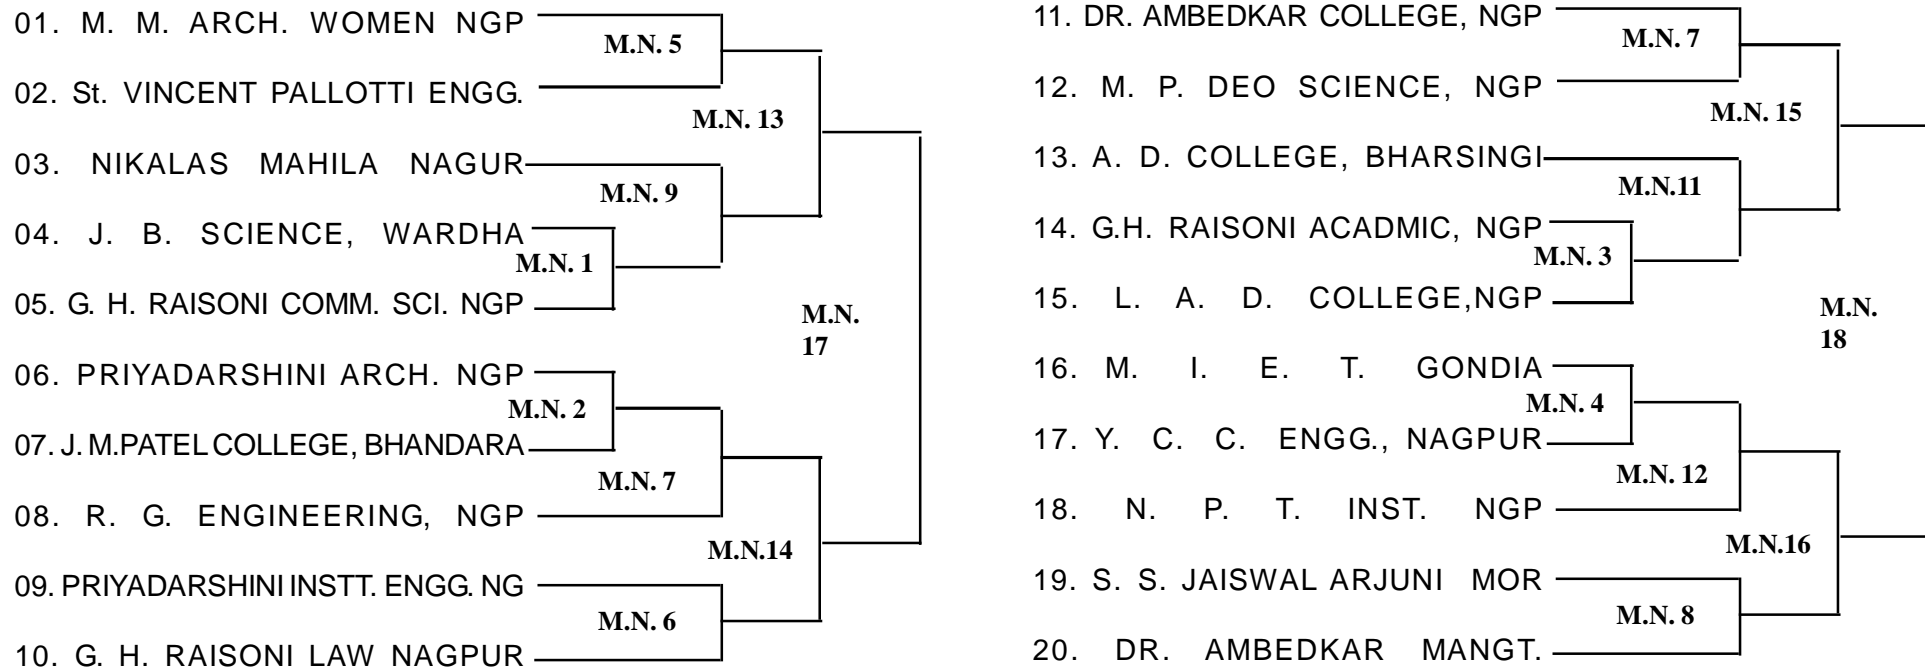 01. M. M. ARCH. WOMEN NGP
M.N. 5
02. St. VINCENT PALLOTTI ENGG.
M.N. 13
03. NIKALAS MAHILA NAGUR
M.N. 9
04. J. B. SCIENCE, WARDHA
M.N. 1
05. G. H. RAISONI COMM. SCI. NGP
M.N.
17
06. PRIYADARSHINI ARCH. NGP
M.N. 2
07. J. M.PATEL COLLEGE, BHANDARA
M.N. 7
08. R. G. ENGINEERING, NGP
M.N.14
09. PRIYADARSHINI INSTT. ENGG. NG
M.N. 6
10. G. H. RAISONI LAW NAGPUR
11. DR. AMBEDKAR COLLEGE, NGP
M.N. 7
12. M. P. DEO SCIENCE, NGP
M.N. 15
13. A. D. COLLEGE, BHARSINGI
M.N.11
14. G.H. RAISONI ACADMIC, NGP
M.N. 3
15. L. A. D. COLLEGE,NGP
M.N.
18
16. M. I. E. T. GONDIA
M.N. 4
17. Y. C. C. ENGG., NAGPUR
M.N. 12
18. N. P. T. INST. NGP
M.N.16
19. S. S. JAISWAL ARJUNI MOR
M.N. 8
20. DR. AMBEDKAR MANGT.